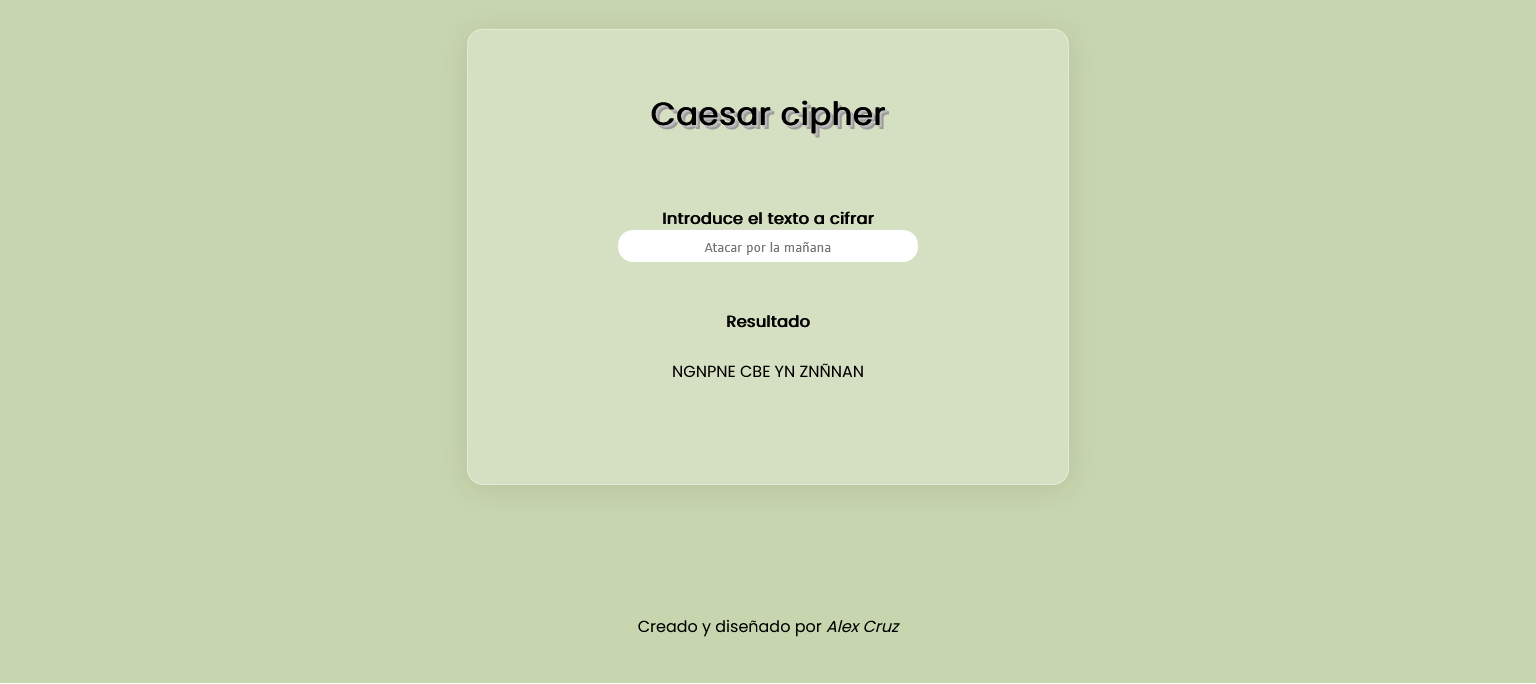 Caesar cipher
Introduce el texto a cifrar
Atacar por la mañana
Resultado
NGNPNE CBE YN ZNÑNAN
Creado y diseñado por Alex Cruz